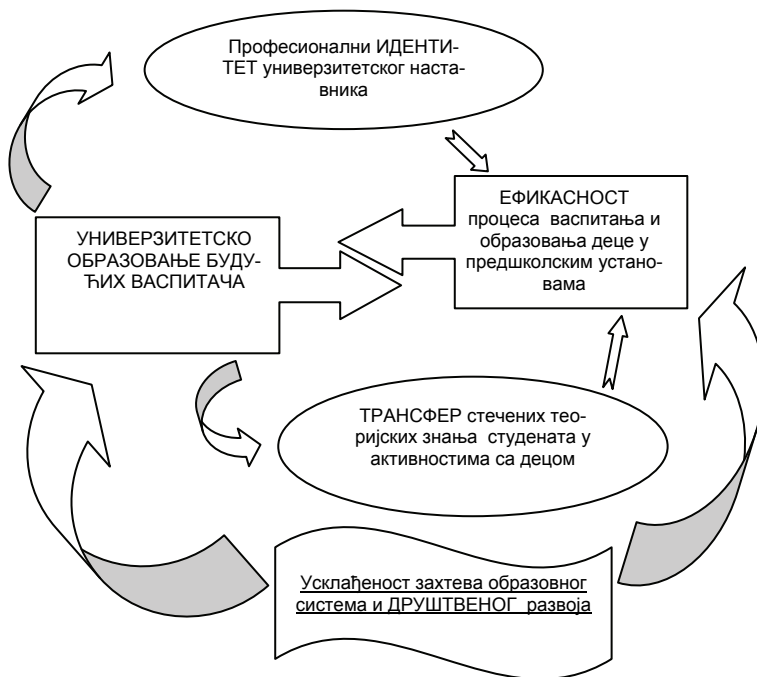 Професионални ИДЕНТИ-
ТЕТ универзитетског наста-
вника
ЕФИКАСНОСТ
процеса васпитања и
образовања деце у
предшколским устано-
вама
УНИВЕРЗИТЕТСКО
ОБРАЗОВАЊЕ БУДУ-
ЋИХ ВАСПИТАЧА
ТРАНСФЕР стечених тео-
ријских знања студената у
активностима са децом
Усклађеност захтева образовног
система и ДРУШТВЕНОГ развоја